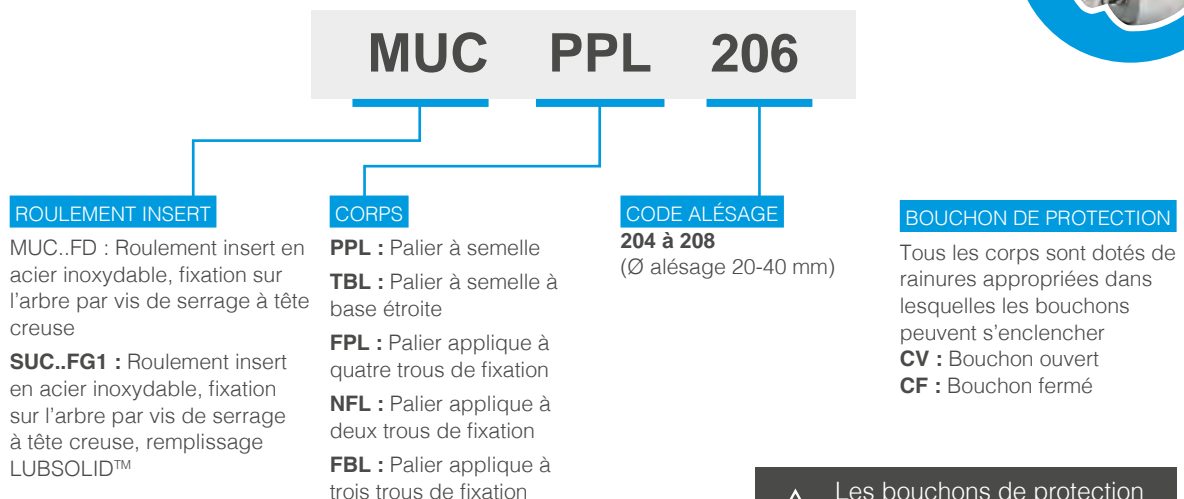 MUC PPL 206
ROULEMENT INSERT
MUC..FD : Roulement insert en
acier inoxydable, fixation sur
l’arbre par vis de serrage à tête
creuse
SUC..FG1 : Roulement insert
en acier inoxydable, fixation
sur l’arbre par vis de serrage
à tête creuse, remplissage
LUBSOLID™
CORPS
PPL : Palier à semelle
TBL : Palier à semelle à
base étroite
FPL : Palier applique à
quatre trous de fixation
NFL : Palier applique à
deux trous de fixation
FBL : Palier applique à
trois trous de fixation
CODE ALÉSAGE
204 à 208
(Ø alésage 20-40 mm)
BOUCHON DE PROTECTION
Tous les corps sont dotés de
rainures appropriées dans
lesquelles les bouchons
peuvent s’enclencher
CV : Bouchon ouvert
CF : Bouchon fermé
Les bouchons de protection